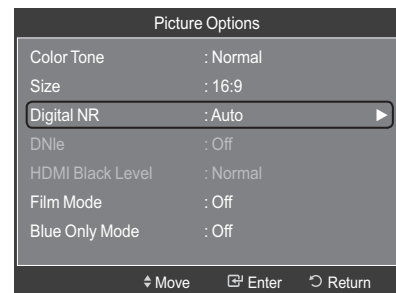 Picture Options
Color Tone : Normal
Size : 16:9
Digital NR : Auto
DNIe : Off
HDMI Black Level : Normal
Film Mode : Off
Blue Only Mode : Off
Move Enter Return